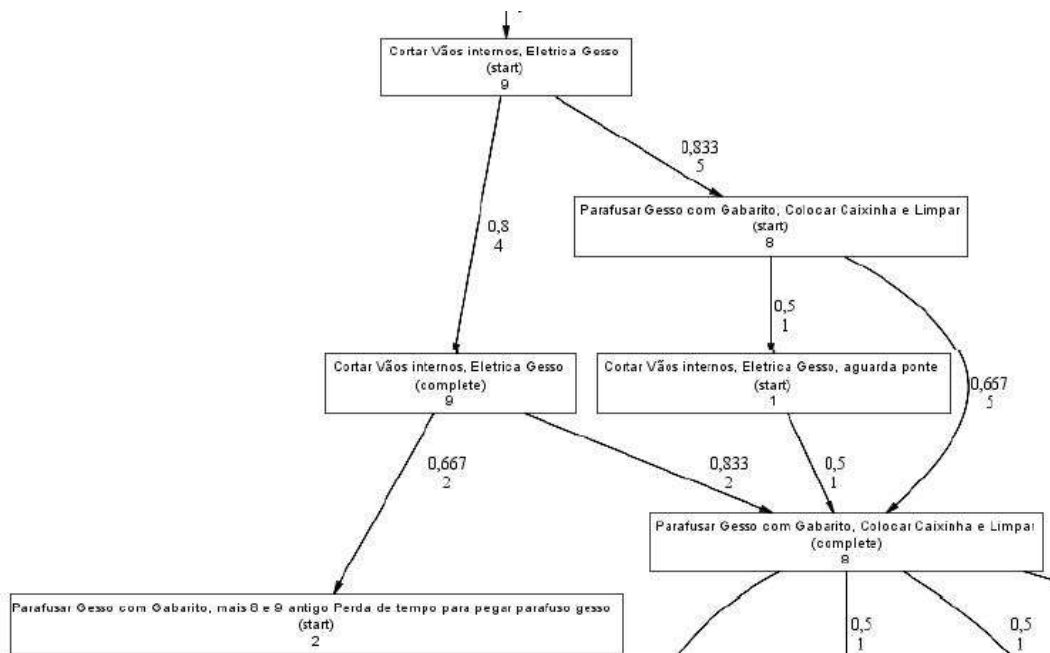 Cortar Vãos internos, Eletrica Gesso
(start)
9
0,833
5
Parafusar Gesso com Gabarito, Colocar Caixinha e Limpar
(start)
8
0,8
4
0,5
1
Cortar Vãos internos, Eletrica Gesso
(complete)
9
Cortar Vãos internos, Eletrica Gesso, aguarda ponte
(start)
1
0,667
5
0,667
2
0,833
2
0,5
1
Parafusar Gesso com Gabarito, Colocar Caixinha e Limpar
(complete)
8
Parafusar Gesso com Gabarito, mais 8 e 9 antigo Perda de tempo para pegar parafuso gesso
(start)
2
0,5
1
0,5
1